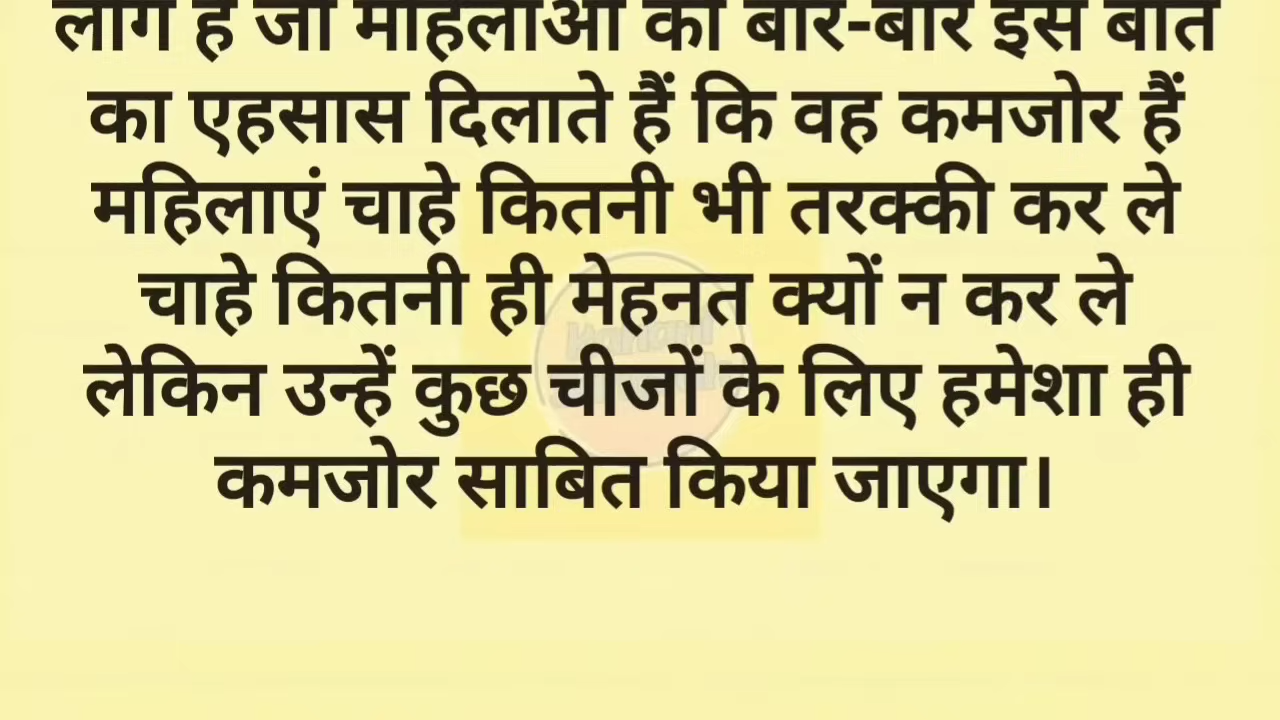 लोग हैं जो महिलाओं को बार-बार इस बात
का एहसास दिलाते हैं कि वह कमजोर हैं
महिलाएं चाहे कितनी भी तरक्की कर ले
चाहे कितनी ही मेहनत क्यों न कर ले
लेकिन उन्हें कुछ चीजों के लिए हमेशा ही
कमजोर साबित किया जाएगा।